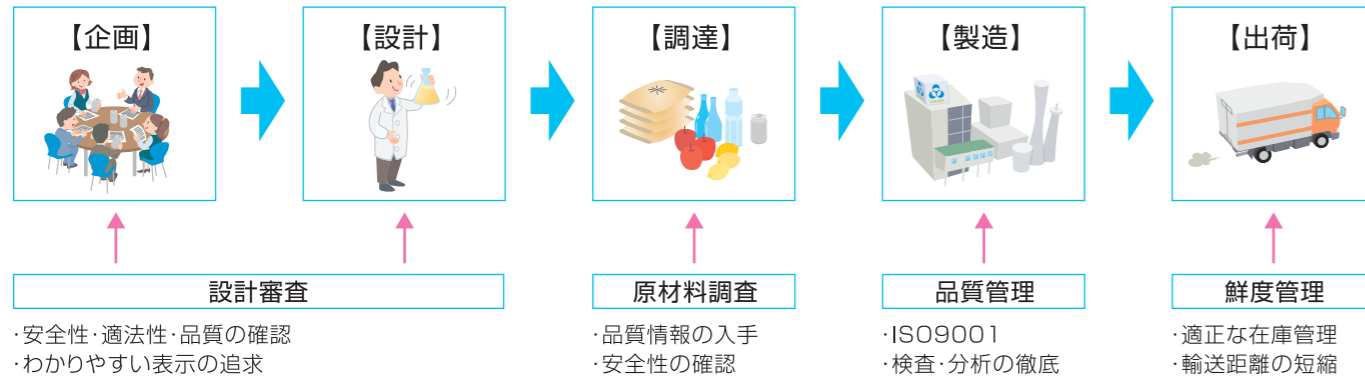 【企画】
【設計】
【調達】
【製造】
【出荷】
設計審査
・安全性・適法性・品質の確認
・わかりやすい表示の追求
原材料調査
・品質情報の入手
・安全性の確認
品質管理
・ISO9001
・検査・分析の徹底
鮮度管理
・適正な在庫管理
・輸送距離の短縮